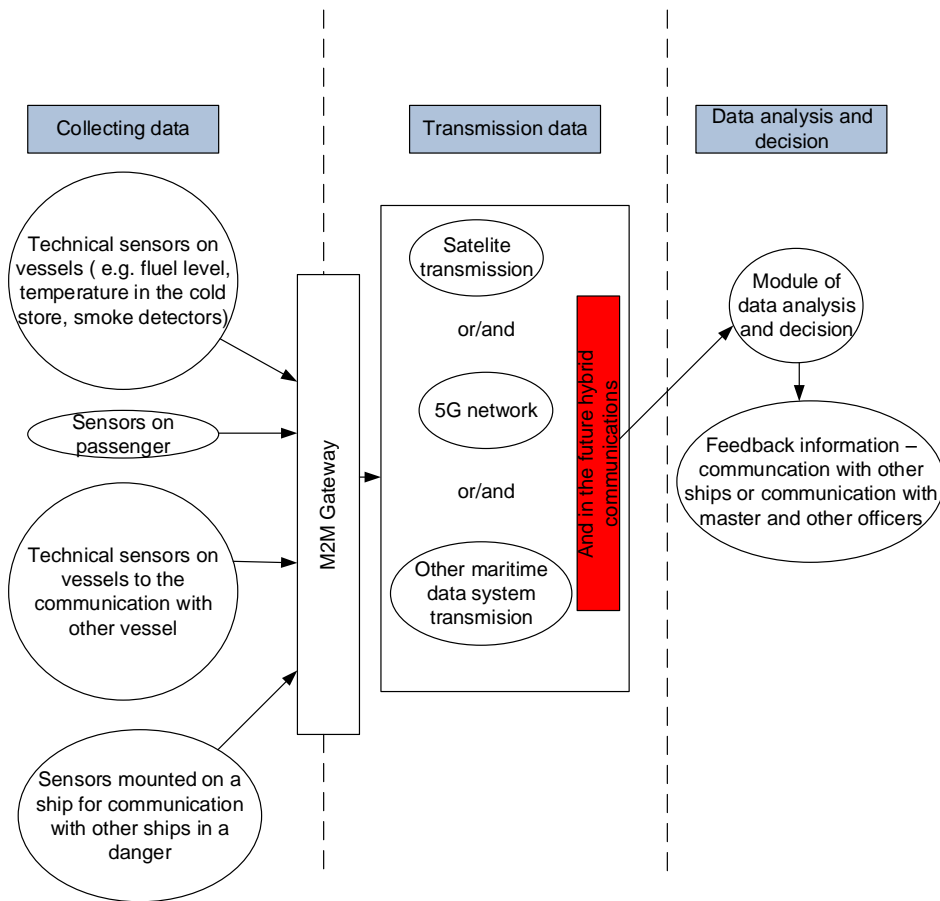 Collecting data
Transmission data
Data analysis and
decision
Technical sensors on
vessels ( e.g. fluel level,
temperature in the cold
store, smoke detectors)
Sensors on
passenger
Technical sensors on
vessels to the
communication with
other vessel
Sensors mounted on a
ship for communication
with other ships in a
danger
M2M Gateway
Satelite
transmission
or/and
5G network
or/and
Other maritime
data system
transmision
And in the future hybrid
communications
Module of
data analysis
and decision
Feedback information –
communcation with other
ships or communication with
master and other officers